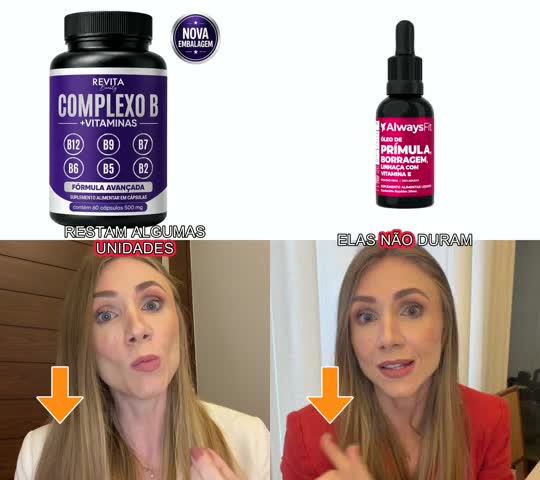 REVITA
Beauty
COMPLEXO B
+VITAMINAS
B12 B9 B7
B6 B5 B2
FÓRMULA AVANÇADA
SUPLEMENTO ALIMENTAR EM CÁPSULAS
contém 60 cápsulas 500 mg
NOVA
EMBALAGEM
RESTAM ALGUMAS
UNIDADES
AlwaysFit
ÓLEO DE
PRÍMULA,
BORRAGEM,
LINHAÇA COM
VITAMINA E
SUPLEMENTO ALIMENTAR LÍQUIDO
ELAS NÃO DURAM